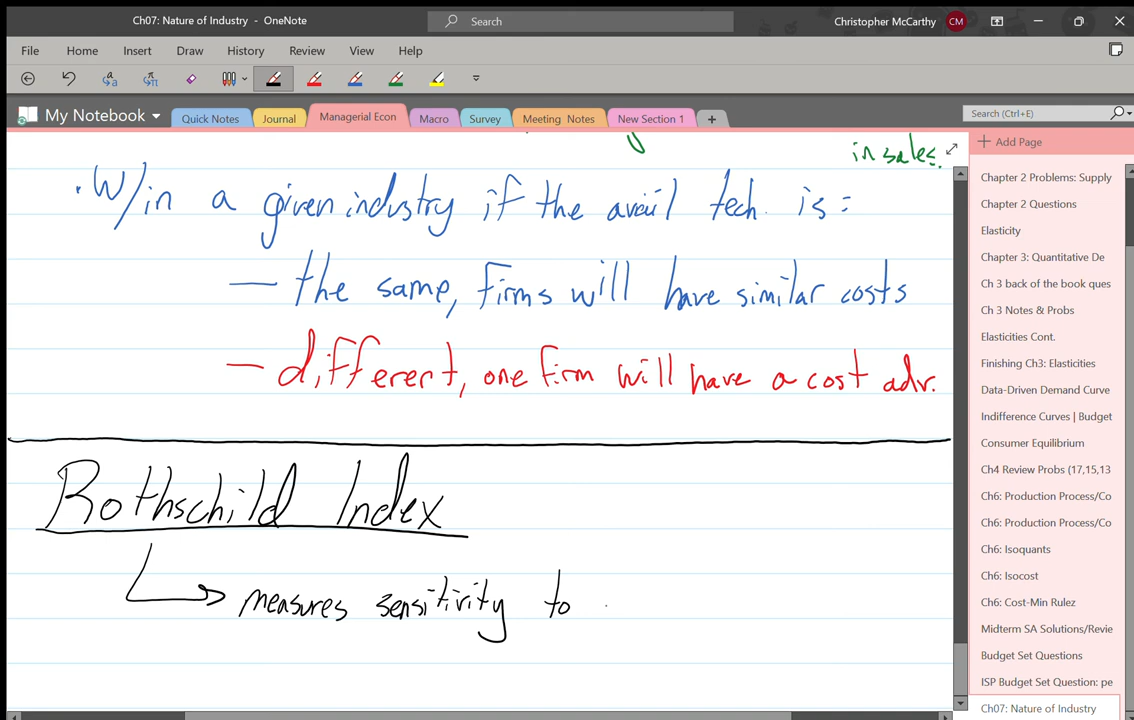 Ch07: Nature of Industry - OneNote
Search
Christopher McCarthy
CM
File Home Insert Draw History Review View Help
My Notebook
Quick Notes
Journal
Managerial Econ
Macro
Survey
Meeting Notes
New Section 1
Search (Ctrl+E)
in sales.
· W/in a given industry if the avail tech. is:
— the same, firms will have similar costs
— different, one firm will have a cost adv.
Rothschild Index
measures sensitivity to
Add Page
Chapter 2 Problems: Supply
Chapter 2 Questions
Elasticity
Chapter 3: Quantitative De
Ch 3 back of the book ques
Ch 3 Notes & Probs
Elasticities Cont.
Finishing Ch3: Elasticities
Data-Driven Demand Curve
Indifference Curves | Budget
Consumer Equilibrium
Ch4 Review Probs (17,15,13
Ch6: Production Process/Co
Ch6: Production Process/Co
Ch6: Isoquants
Ch6: Isocost
Ch6: Cost-Min Rulez
Midterm SA Solutions/Revie
Budget Set Questions
ISP Budget Set Question: pe
Ch07: Nature of Industry